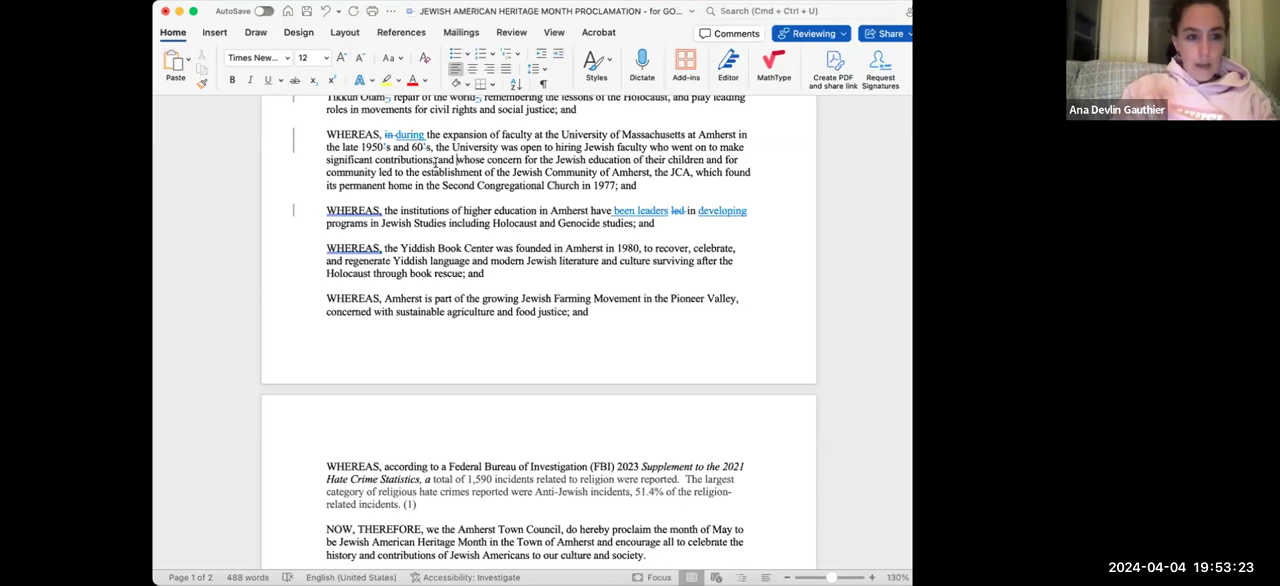 AutoSave
JEWISH AMERICAN HERITAGE MONTH PROCLAMATION - for GO...
Search (Cmd + Ctrl + U)
Home Insert Draw Design Layout References Mailings Review View Acrobat
Comments Reviewing Share
Paste
Times New... 12
Styles Dictate Add-ins Editor MathType Create PDF and share link Request Signatures
Ana Devlin Gauthier
Tikkun Olam-, repair of the world-, remembering the lessons of the Holocaust, and play leading
roles in movements for civil rights and social justice; and
WHEREAS, in during the expansion of faculty at the University of Massachusetts at Amherst in
the late 1950's and 60's, the University was open to hiring Jewish faculty who went on to make
significant contributions, and whose concern for the Jewish education of their children and for
community led to the establishment of the Jewish Community of Amherst, the JCA, which found
its permanent home in the Second Congregational Church in 1977; and
WHEREAS, the institutions of higher education in Amherst have been leaders led in developing
programs in Jewish Studies including Holocaust and Genocide studies; and
WHEREAS, the Yiddish Book Center was founded in Amherst in 1980, to recover, celebrate,
and regenerate Yiddish language and modern Jewish literature and culture surviving after the
Holocaust through book rescue; and
WHEREAS, Amherst is part of the growing Jewish Farming Movement in the Pioneer Valley,
concerned with sustainable agriculture and food justice; and
WHEREAS, according to a Federal Bureau of Investigation (FBI) 2023 Supplement to the 2021
Hate Crime Statistics, a total of 1,590 incidents related to religion were reported. The largest
category of religious hate crimes reported were Anti-Jewish incidents, 51.4% of the religion-
related incidents. (1)
NOW, THEREFORE, we the Amherst Town Council, do hereby proclaim the month of May to
be Jewish American Heritage Month in the Town of Amherst and encourage all to celebrate the
history and contributions of Jewish Americans to our culture and society.
Page 1 of 2 488 words English (United States) Accessibility: Investigate Focus 130%
2024-04-04 19:53:23